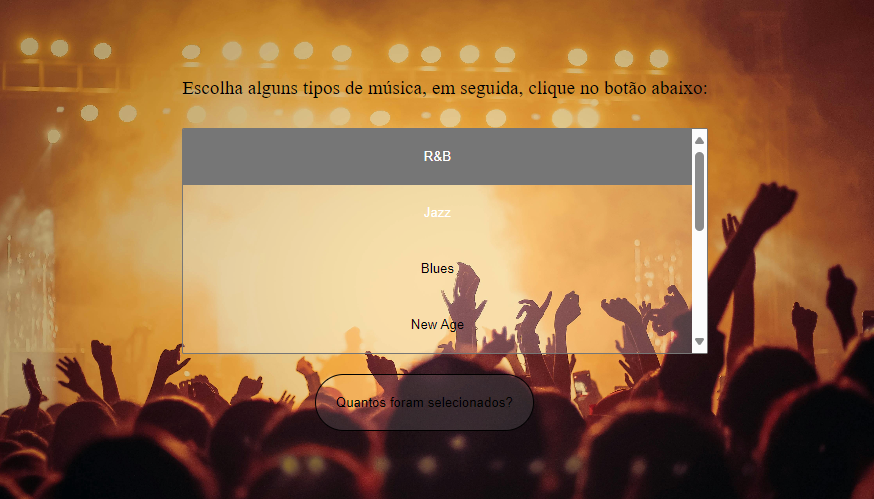 Escolha alguns tipos de música, em seguida, clique no botão abaixo:
R&B
Jazz
Blues
New Age
Quantos foram selecionados?